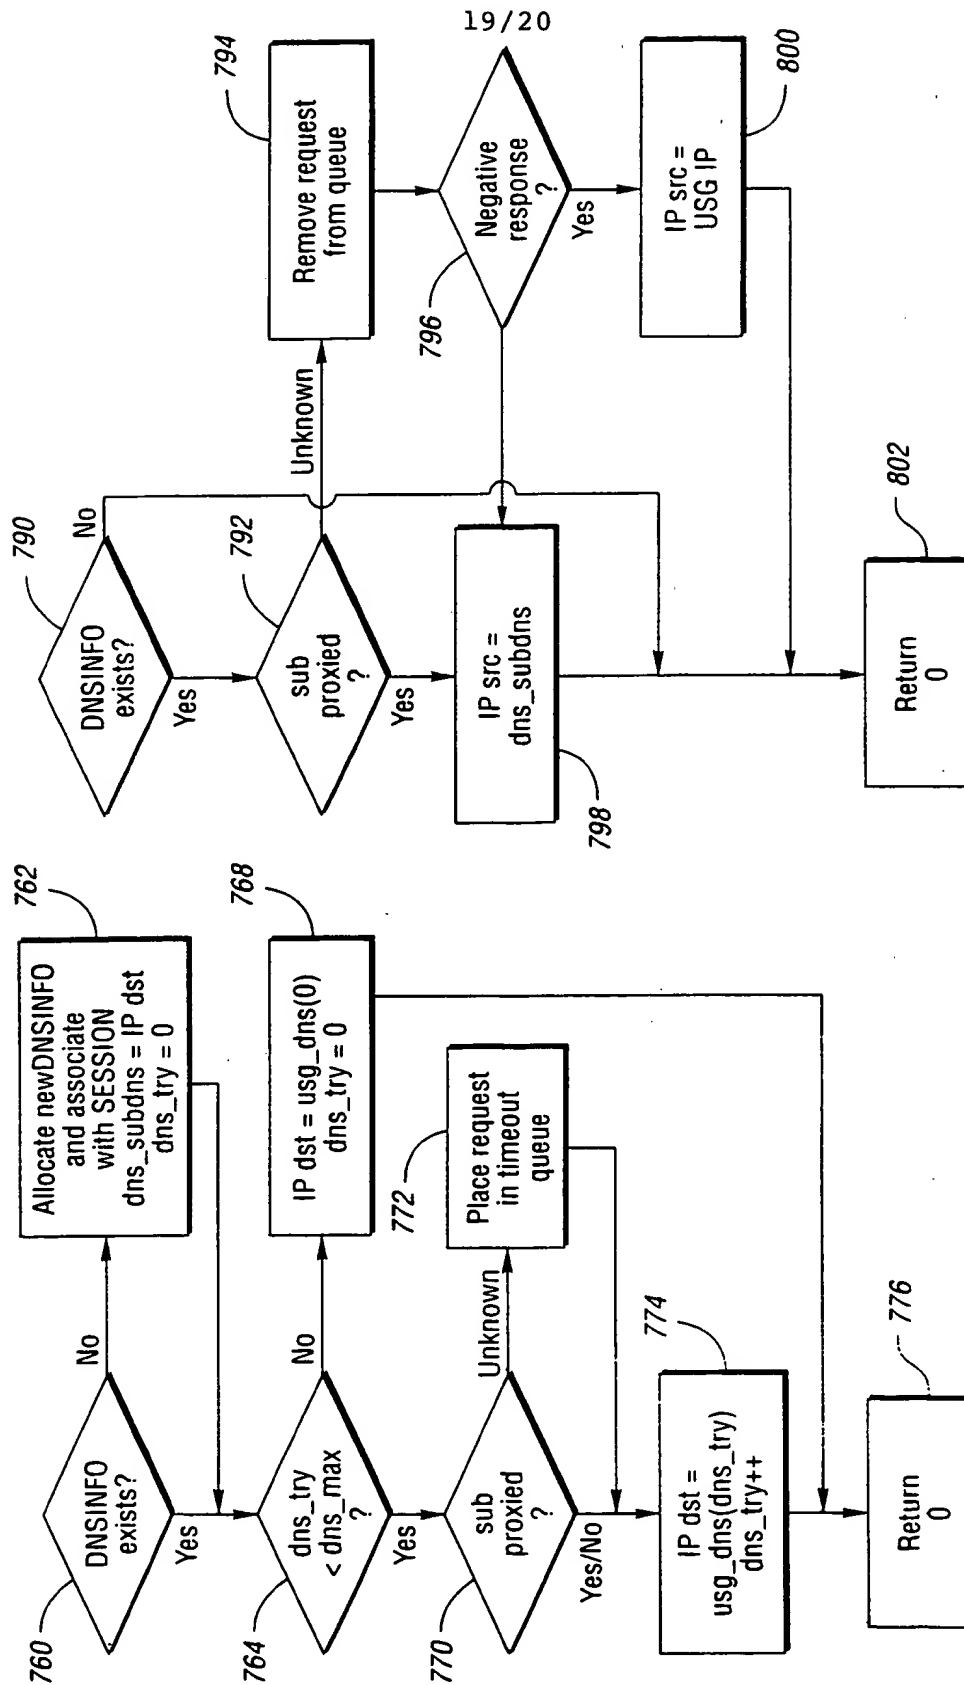 19/20
760
DNSINFO
exists?
No
Yes
762
Allocate newDNSINFO
and associate
with SESSION
dns_subdns = IP dst
dns_try = 0
764
dns_try
< dns_max
?
No
Yes
768
IP dst = usg_dns(0)
dns_try = 0
770
sub
proxied
?
Unknown
Yes/No
772
Place request
in timeout
queue
774
IP dst =
usg_dns(dns_try)
dns_try++
776
Return
0
790
DNSINFO
exists?
No
Yes
792
sub
proxied
?
Unknown
Yes
794
Remove request
from queue
796
Negative
response
?
Yes
798
IP src =
dns_subdns
800
IP src =
USG IP
802
Return
0